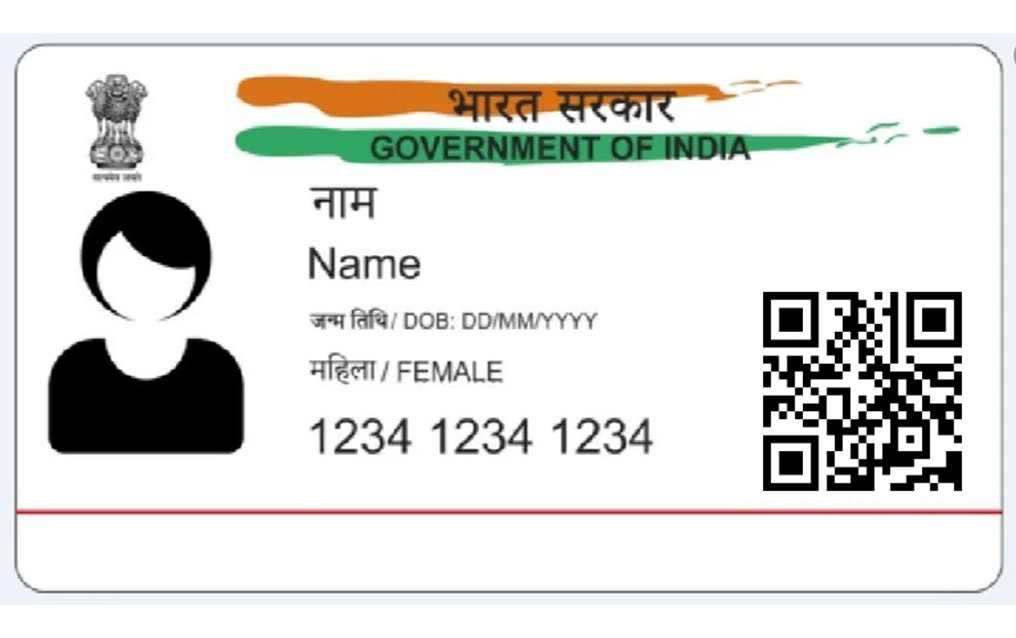 भारत सरकार
GOVERNMENT OF INDIA
सत्यमेव जयते
नाम
Name
जन्म तिथि/ DOB: DD/MM/YYYY
महिला / FEMALE
1234 1234 1234